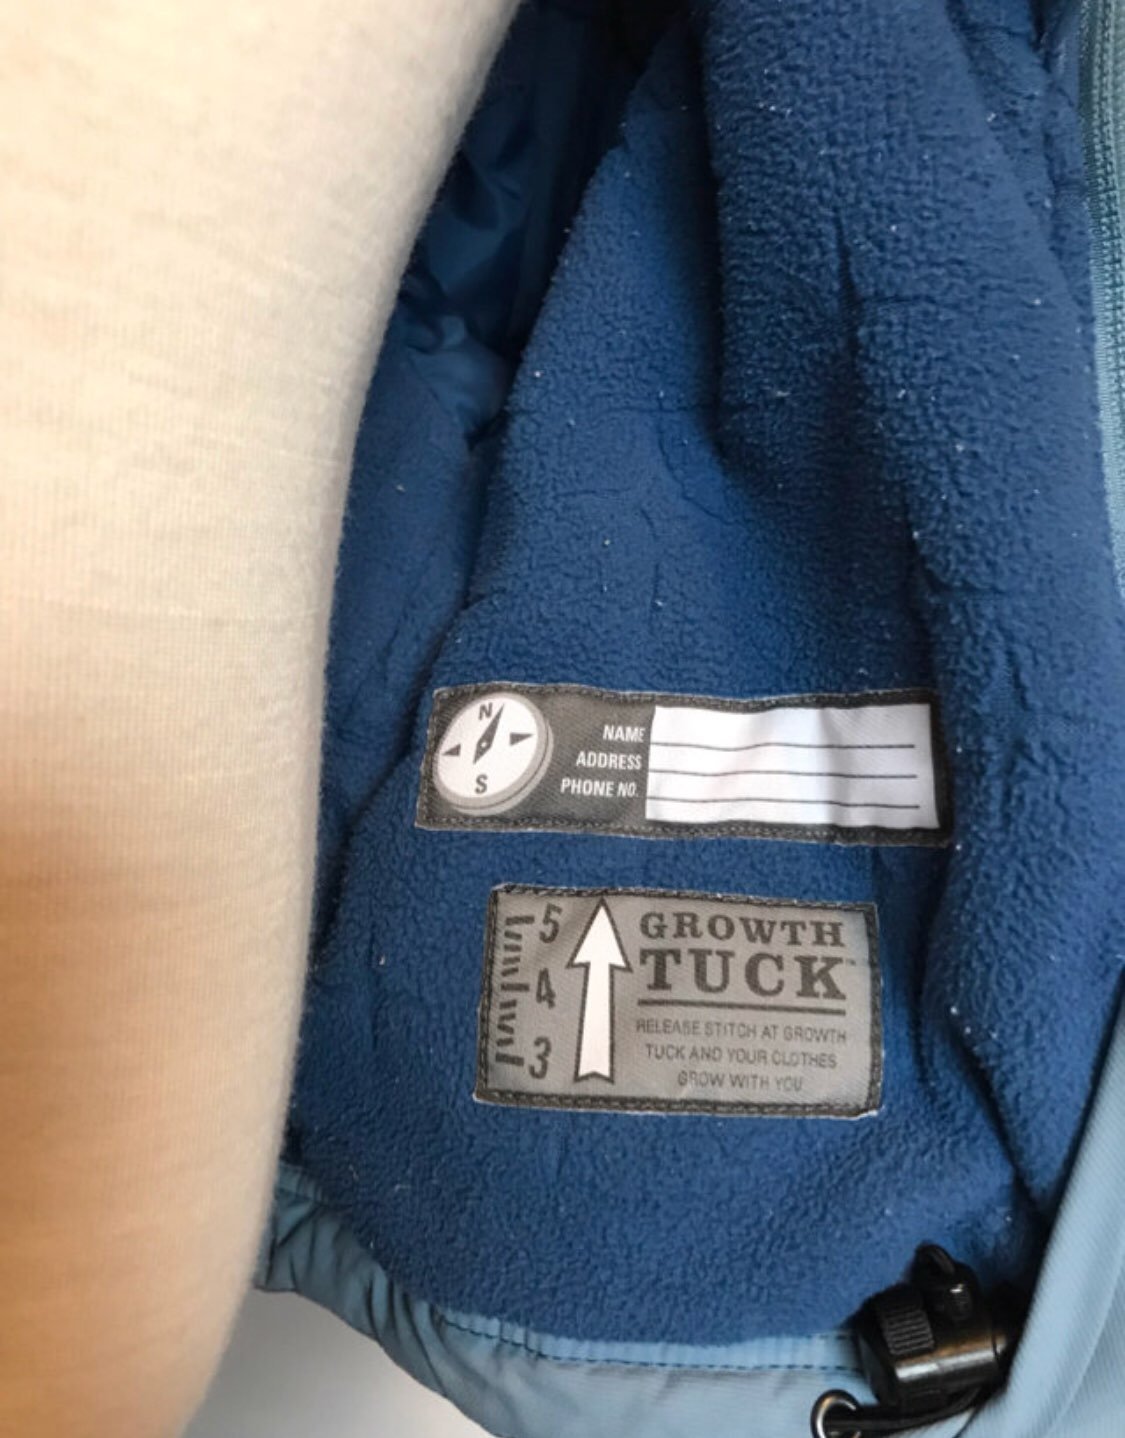 N
S
NAME
ADDRESS
PHONE NO.
5
4
3
GROWTH
TUCK™
RELEASE STITCH AT GROWTH
TUCK AND YOUR CLOTHES
GROW WITH YOU